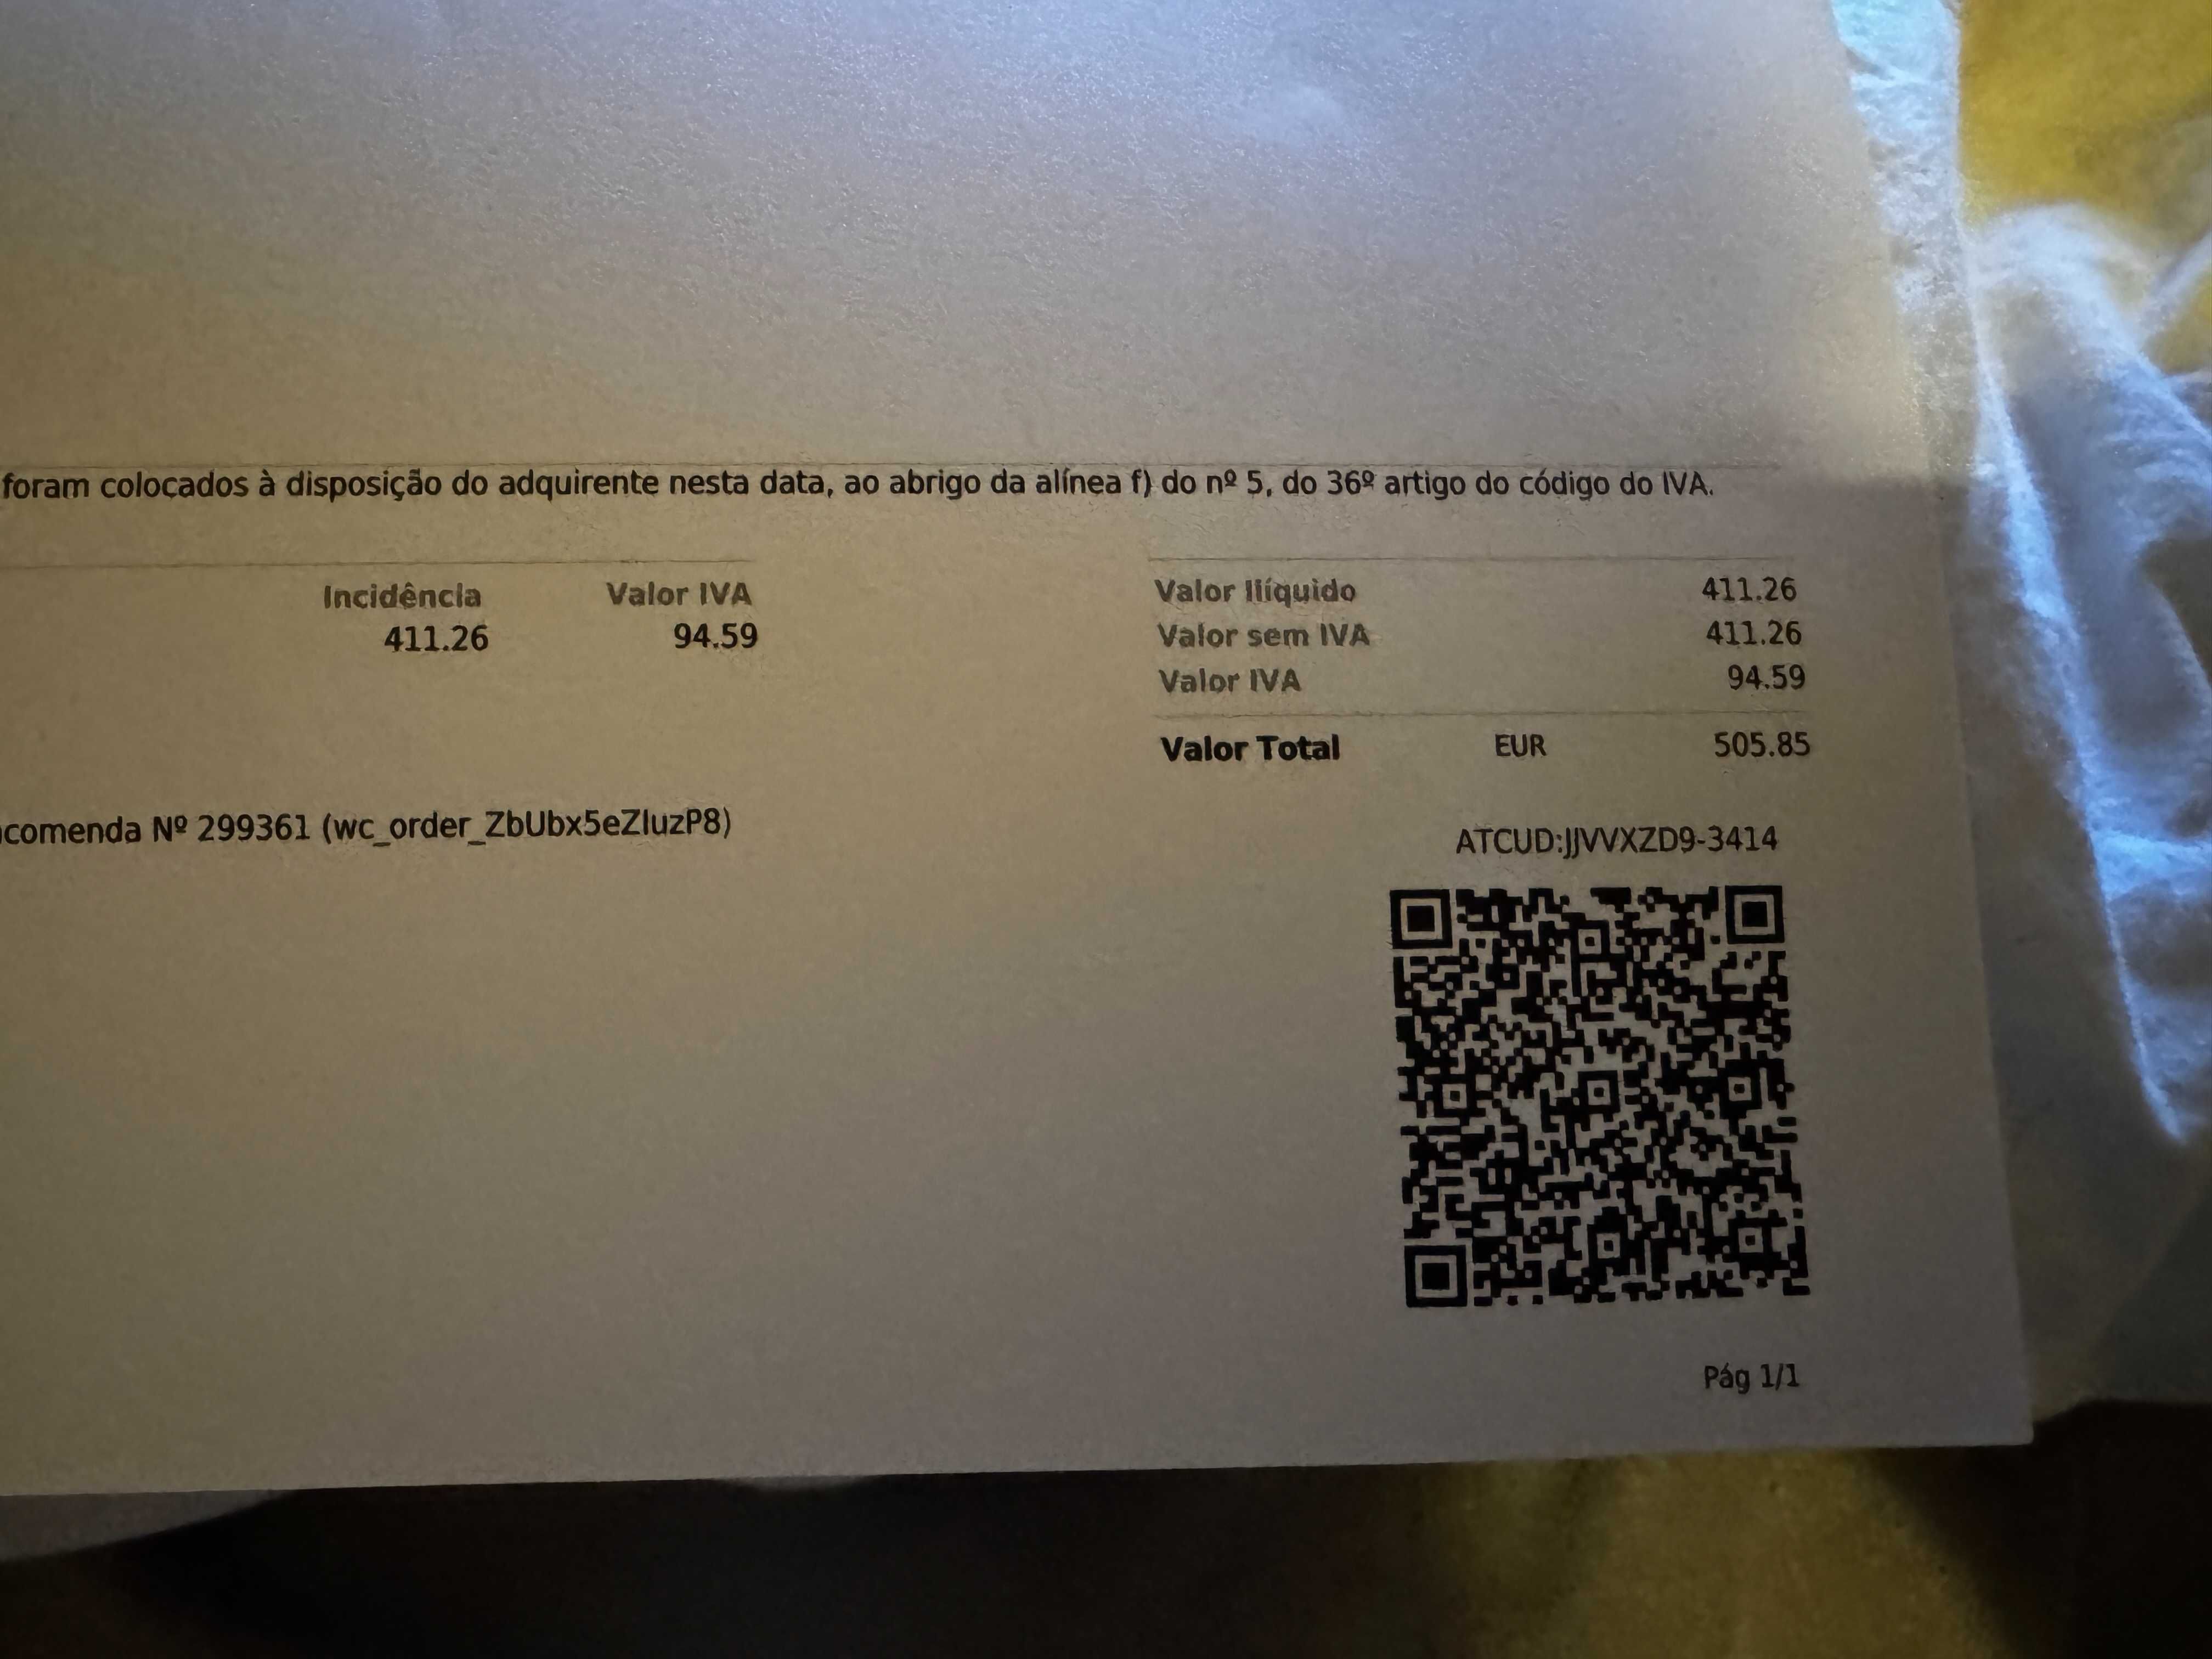 foram colocados à disposição do adquirente nesta data, ao abrigo da alínea f) do nº 5, do 36º artigo do código do IVA.
Incidência Valor IVA
411.26 94.59
Valor Ilíquido 411.26
Valor sem IVA 411.26
Valor IVA 94.59
Valor Total EUR 505.85
comenda Nº 299361 (wc_order_ZbUbx5eZIuzP8)
ATCUD:JJVVXZD9-3414
Pág 1/1